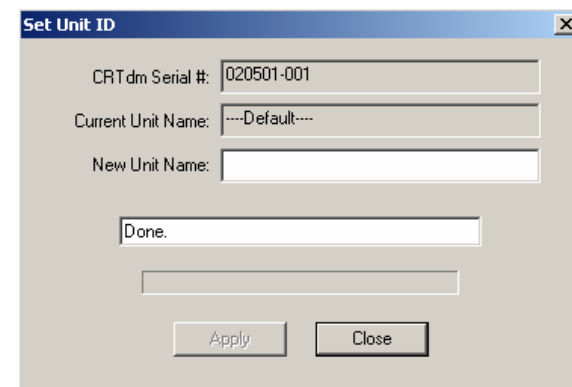 Set Unit ID
CRTdm Serial #: 020501-001
Current Unit Name: ----Default----
New Unit Name:
Done.
Apply Close